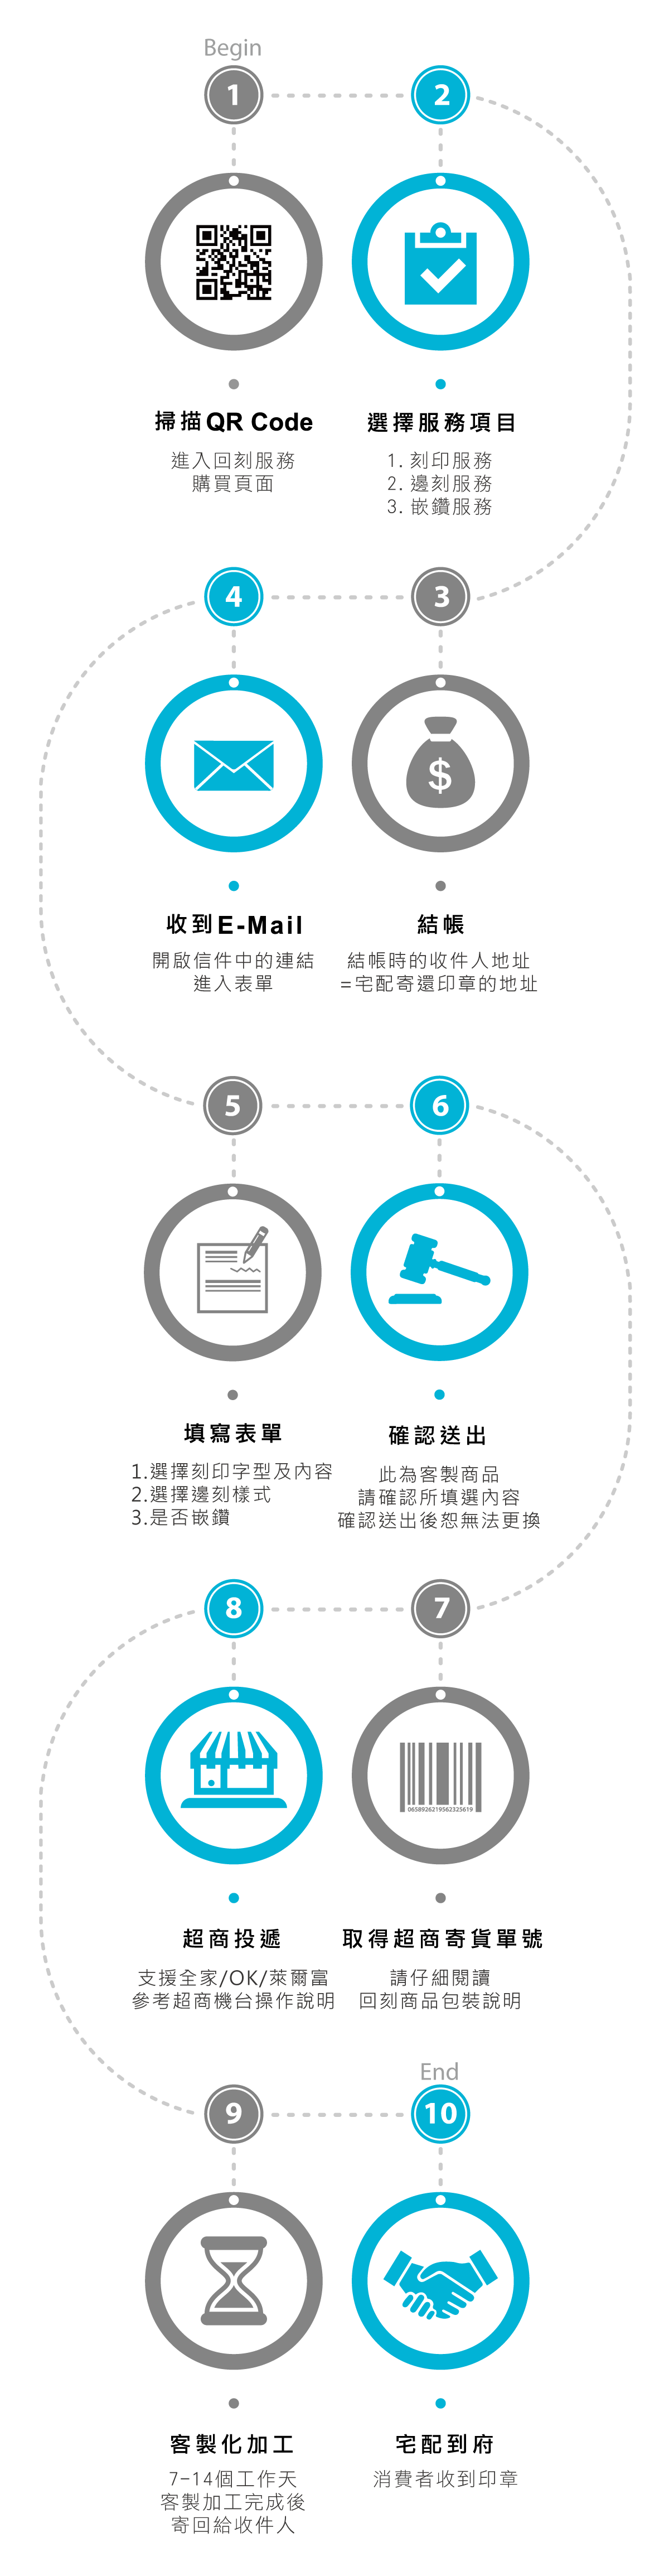 Begin
1
2
掃描QR Code
進入回刻服務
購買頁面
選擇服務項目
1. 刻印服務
2. 邊刻服務
3. 嵌鑽服務
3
$
結帳
結帳時的收件人地址
=宅配寄還印章的地址
4
收到E-Mail
開啟信件中的連結
進入表單
5
填寫表單
1.選擇刻印字型及內容
2.選擇邊刻樣式
3.是否嵌鑽
6
確認送出
此為客製商品
請確認所填選內容
確認送出後恕無法更換
7
0658926219562325619
取得超商寄貨單號
請仔細閱讀
回刻商品包裝說明
8
超商投遞
支援全家/OK/萊爾富
參考超商機台操作說明
9
客製化加工
7-14個工作天
客製加工完成後
寄回給收件人
End
10
宅配到府
消費者收到印章